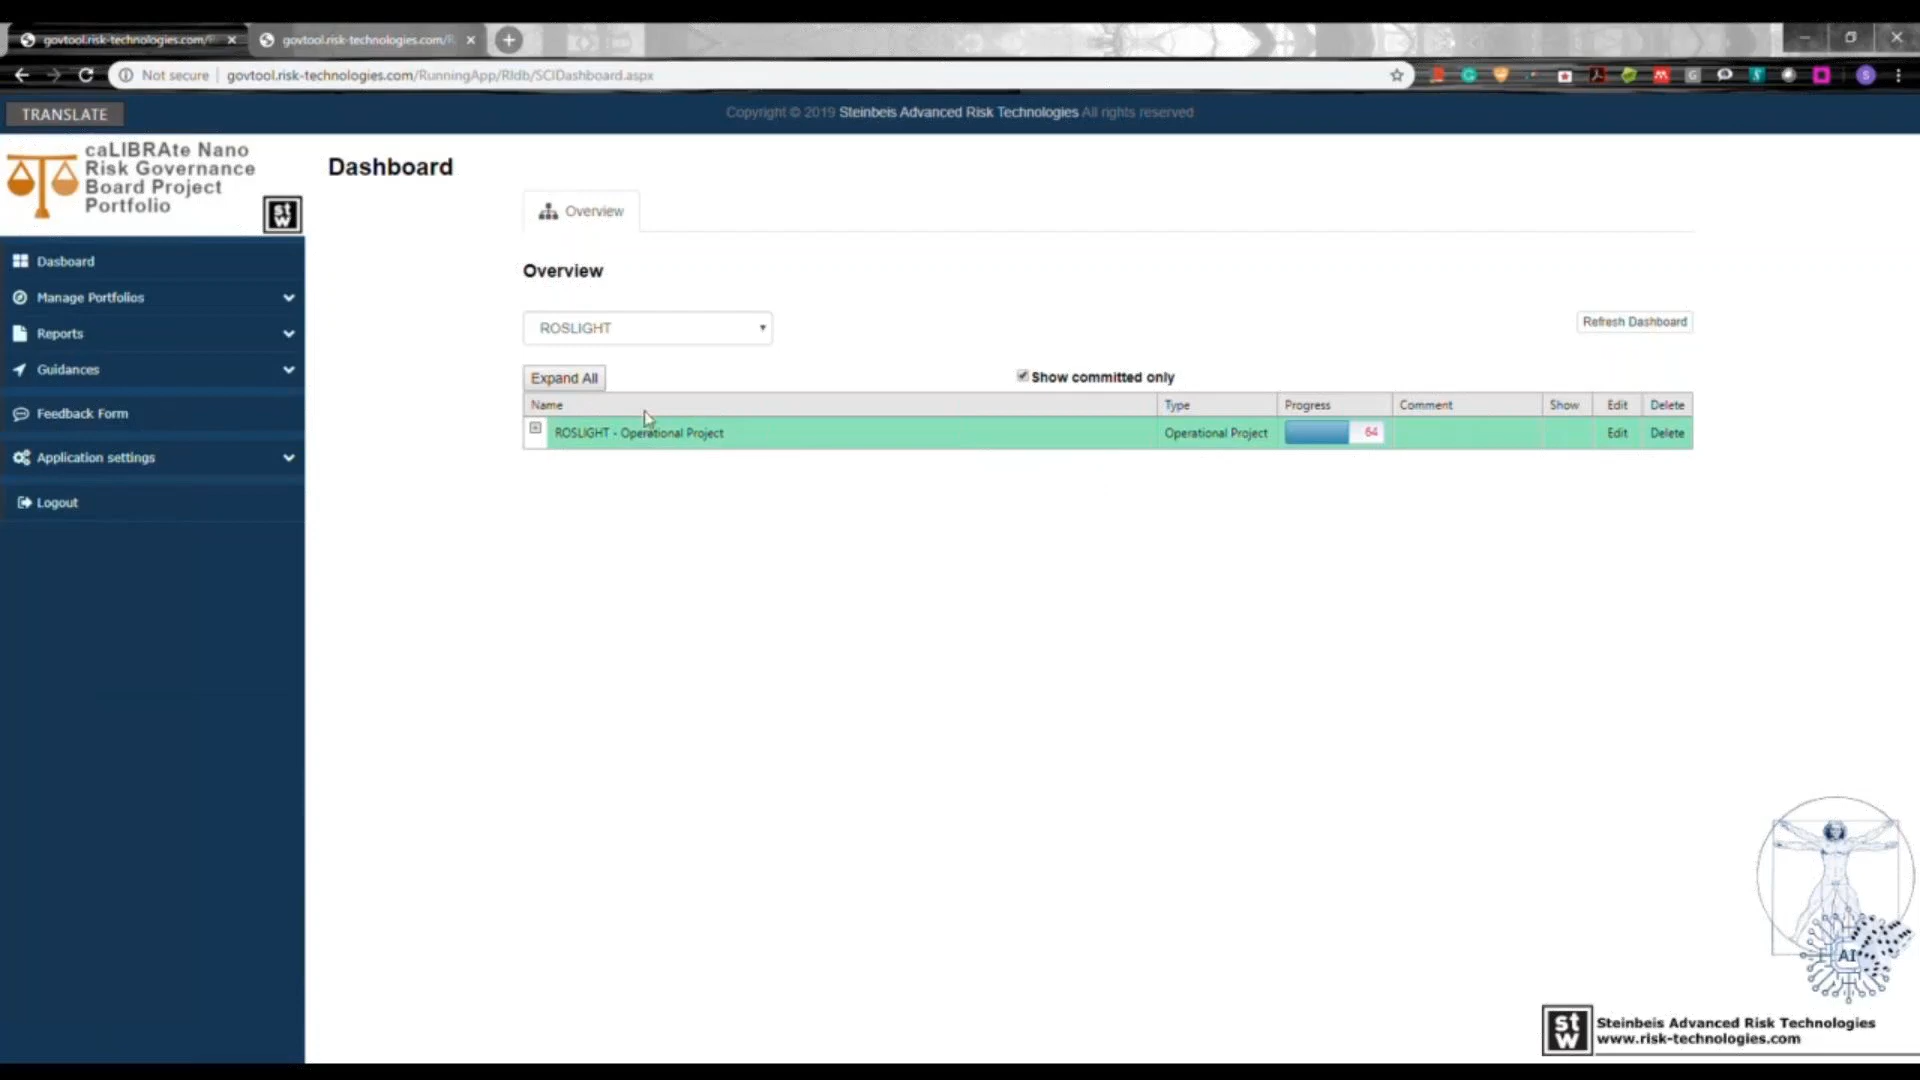 govtool.risk-technologies.com/
govtool.risk-technologies.com/R
Not secure
govtool.risk-technologies.com/RunningApp/RIdb/SCIDashboard.aspx
TRANSLATE
Copyright © 2019 Steinbeis Advanced Risk Technologies All rights reserved
caLIBRAte Nano
Risk Governance
Board Project
Portfolio
st
w
Dasboard
Manage Portfolios
Reports
Guidances
Feedback Form
Application settings
Logout
Dashboard
Overview
Overview
ROSLIGHT
Refresh Dashboard
Expand All
Show committed only
Name Type Progress Comment Show Edit Delete
ROSLIGHT - Operational Project Operational Project 64 Edit Delete
AI
st
w
Steinbeis Advanced Risk Technologies
www.risk-technologies.com